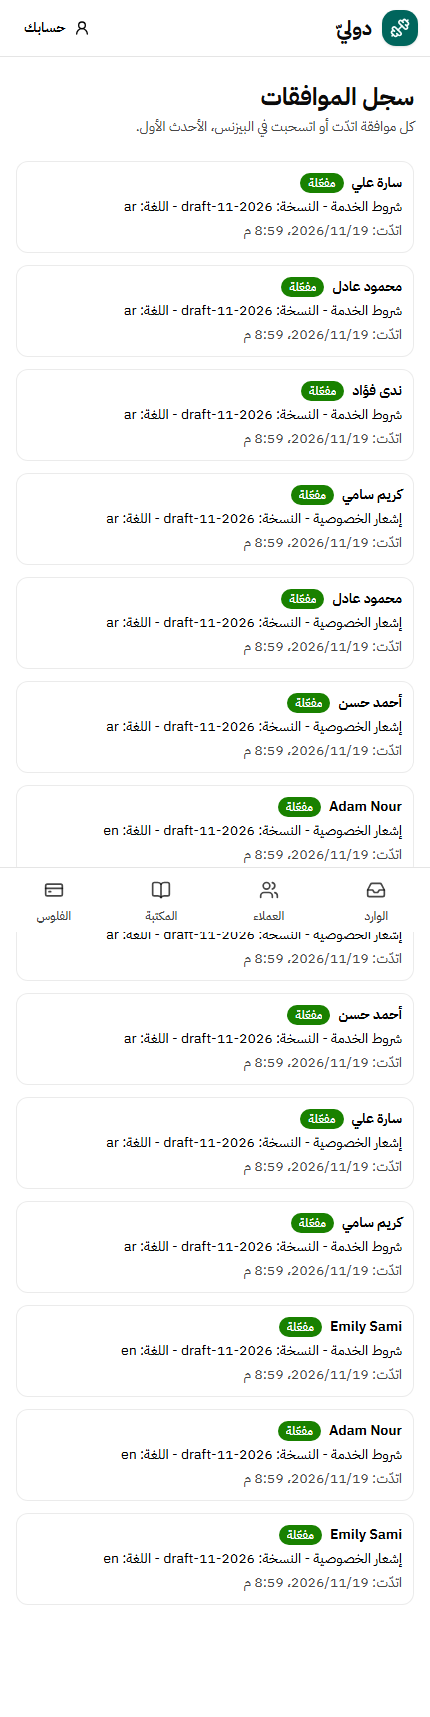 دوليّ
حسابك
سجل الموافقات
كل موافقة اتدّت أو اتسحبت في البيزنس، الأحدث الأول.
سارة علي مفعّلة
شروط الخدمة - النسخة: draft-11-2026 - اللغة: ar
اتدّت: 2026/11/19، 8:59 م
محمود عادل مفعّلة
شروط الخدمة - النسخة: draft-11-2026 - اللغة: ar
اتدّت: 2026/11/19، 8:59 م
ندى فؤاد مفعّلة
شروط الخدمة - النسخة: draft-11-2026 - اللغة: ar
اتدّت: 2026/11/19، 8:59 م
كريم سامي مفعّلة
إشعار الخصوصية - النسخة: draft-11-2026 - اللغة: ar
اتدّت: 2026/11/19، 8:59 م
محمود عادل مفعّلة
إشعار الخصوصية - النسخة: draft-11-2026 - اللغة: ar
اتدّت: 2026/11/19، 8:59 م
أحمد حسن مفعّلة
إشعار الخصوصية - النسخة: draft-11-2026 - اللغة: ar
اتدّت: 2026/11/19، 8:59 م
Adam Nour مفعّلة
إشعار الخصوصية - النسخة: draft-11-2026 - اللغة: en
اتدّت: 2026/11/19، 8:59 م
الوارد
العملاء
المكتبة
الفلوس
إشعار الخصوصية - النسخة: draft-11-2026 - اللغة: ar
اتدّت: 2026/11/19، 8:59 م
أحمد حسن مفعّلة
شروط الخدمة - النسخة: draft-11-2026 - اللغة: ar
اتدّت: 2026/11/19، 8:59 م
سارة علي مفعّلة
إشعار الخصوصية - النسخة: draft-11-2026 - اللغة: ar
اتدّت: 2026/11/19، 8:59 م
كريم سامي مفعّلة
شروط الخدمة - النسخة: draft-11-2026 - اللغة: ar
اتدّت: 2026/11/19، 8:59 م
Emily Sami مفعّلة
شروط الخدمة - النسخة: draft-11-2026 - اللغة: en
اتدّت: 2026/11/19، 8:59 م
Adam Nour مفعّلة
شروط الخدمة - النسخة: draft-11-2026 - اللغة: en
اتدّت: 2026/11/19، 8:59 م
Emily Sami مفعّلة
إشعار الخصوصية - النسخة: draft-11-2026 - اللغة: en
اتدّت: 2026/11/19، 8:59 م